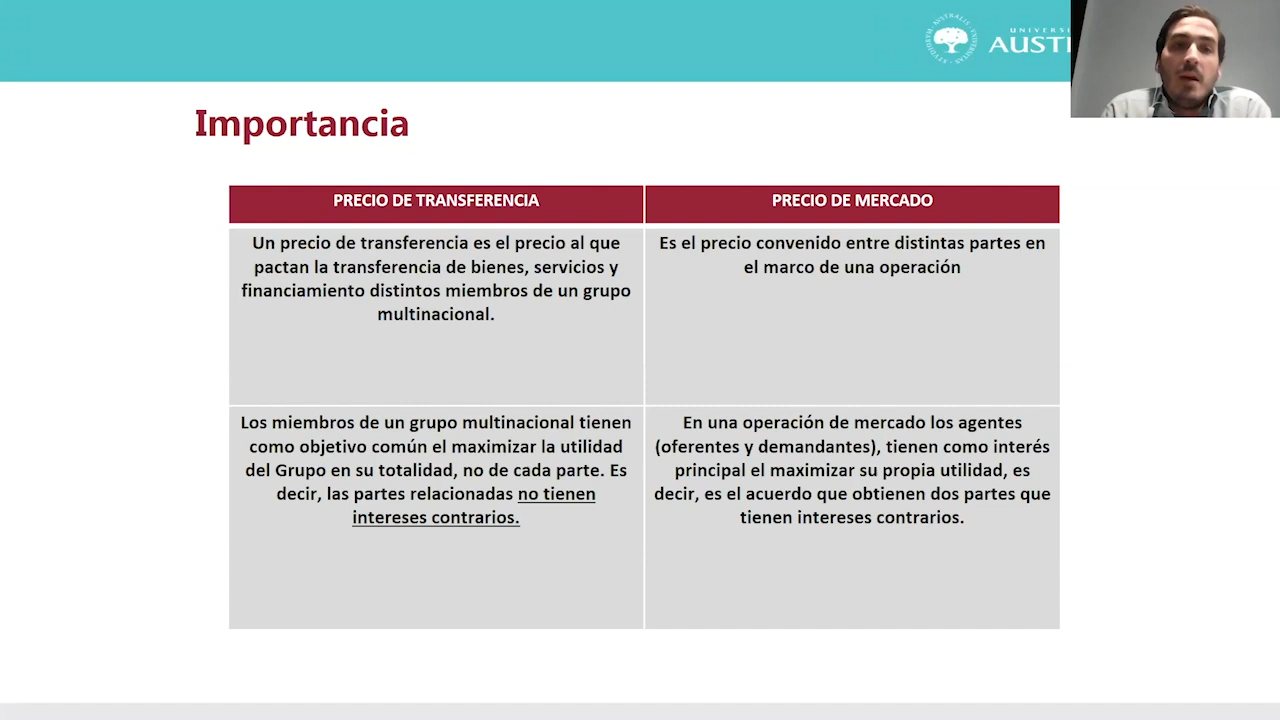 UNIVERSI
AUST
Importancia
PRECIO DE TRANSFERENCIA
PRECIO DE MERCADO
Un precio de transferencia es el precio al que
pactan la transferencia de bienes, servicios y
financiamiento distintos miembros de un grupo
multinacional.
Es el precio convenido entre distintas partes en
el marco de una operación
Los miembros de un grupo multinacional tienen
como objetivo común el maximizar la utilidad
del Grupo en su totalidad, no de cada parte. Es
decir, las partes relacionadas no tienen
intereses contrarios.
En una operación de mercado los agentes
(oferentes y demandantes), tienen como interés
principal el maximizar su propia utilidad, es
decir, es el acuerdo que obtienen dos partes que
tienen intereses contrarios.